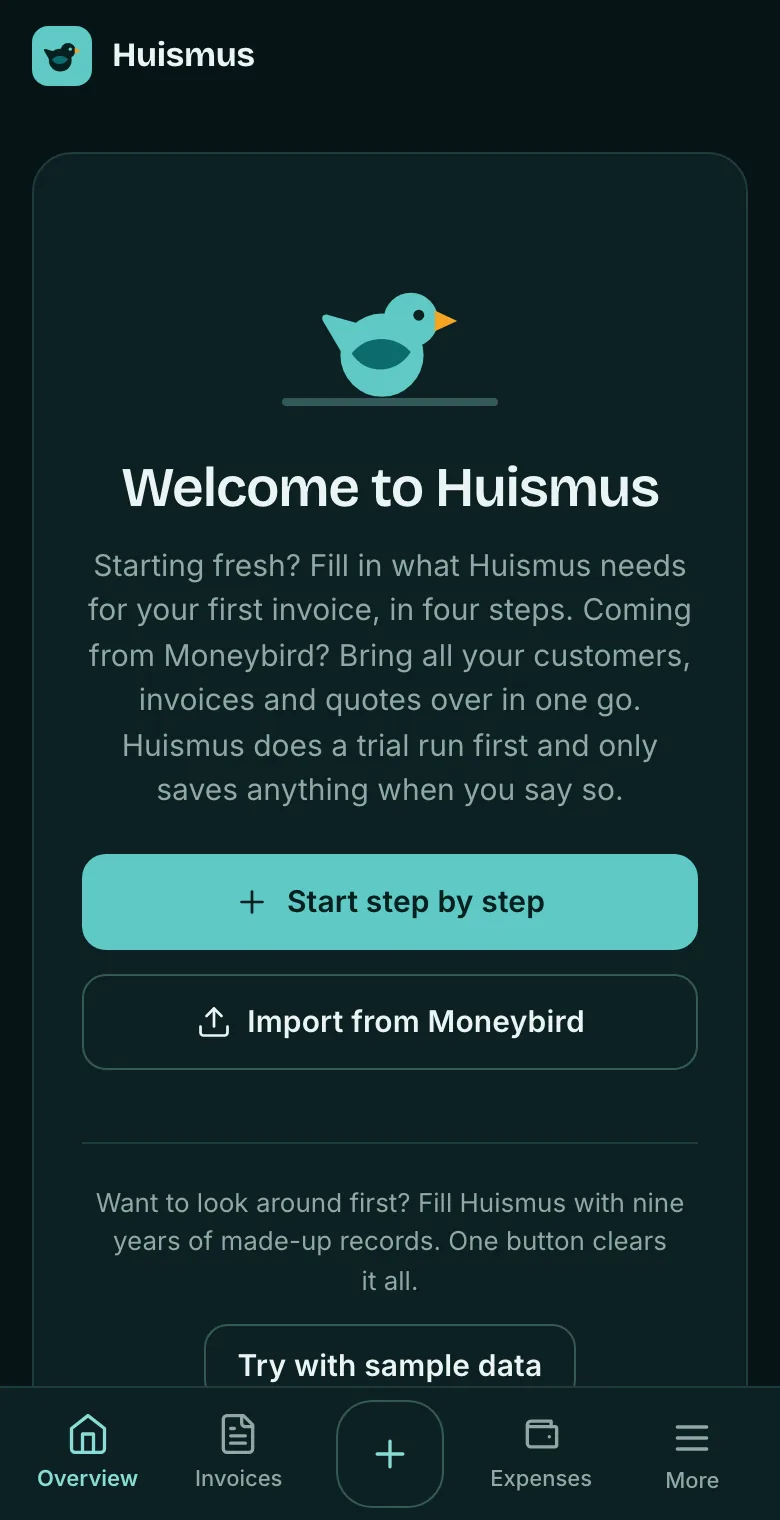 Huismus
Welcome to Huismus
Starting fresh? Fill in what Huismus needs
for your first invoice, in four steps. Coming
from Moneybird? Bring all your customers,
invoices and quotes over in one go.
Huismus does a trial run first and only
saves anything when you say so.
Start step by step
Import from Moneybird
Want to look around first? Fill Huismus with nine
years of made-up records. One button clears
it all.
Try with sample data
Overview
Invoices
Expenses
More